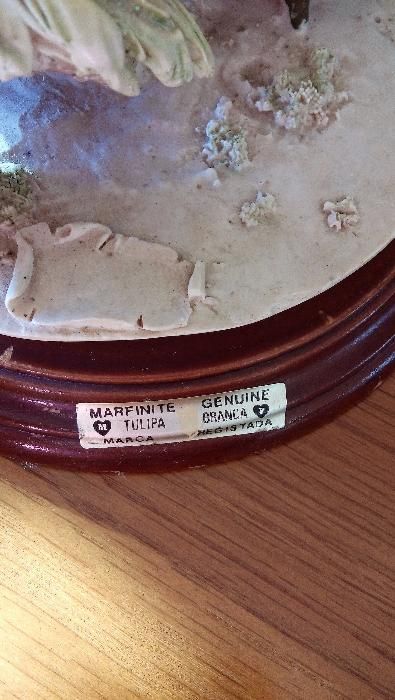 MARFINITE GENUINE
M TULIPA BRANCA
MARCA REGISTADA